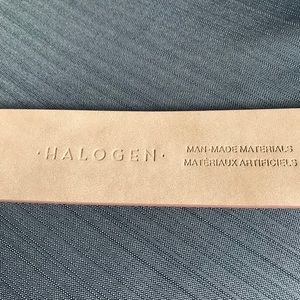 ·HALOGEN·
MAN-MADE MATERIALS
MATÉRIAUX ARTIFICIELS